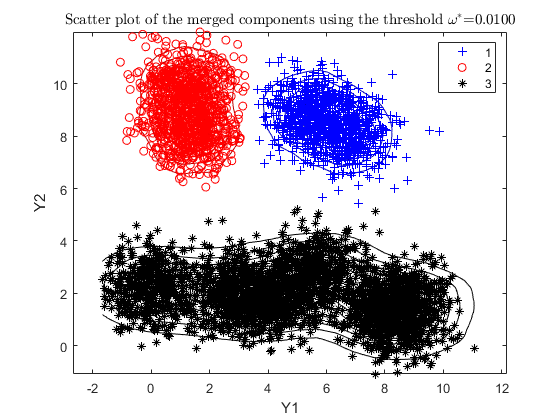 Scatter plot of the merged components using the threshold ω*=0.0100
1
2
3
10
8
6
4
2
0
Y2
-2 0 2 4 6 8 10 12
Y1